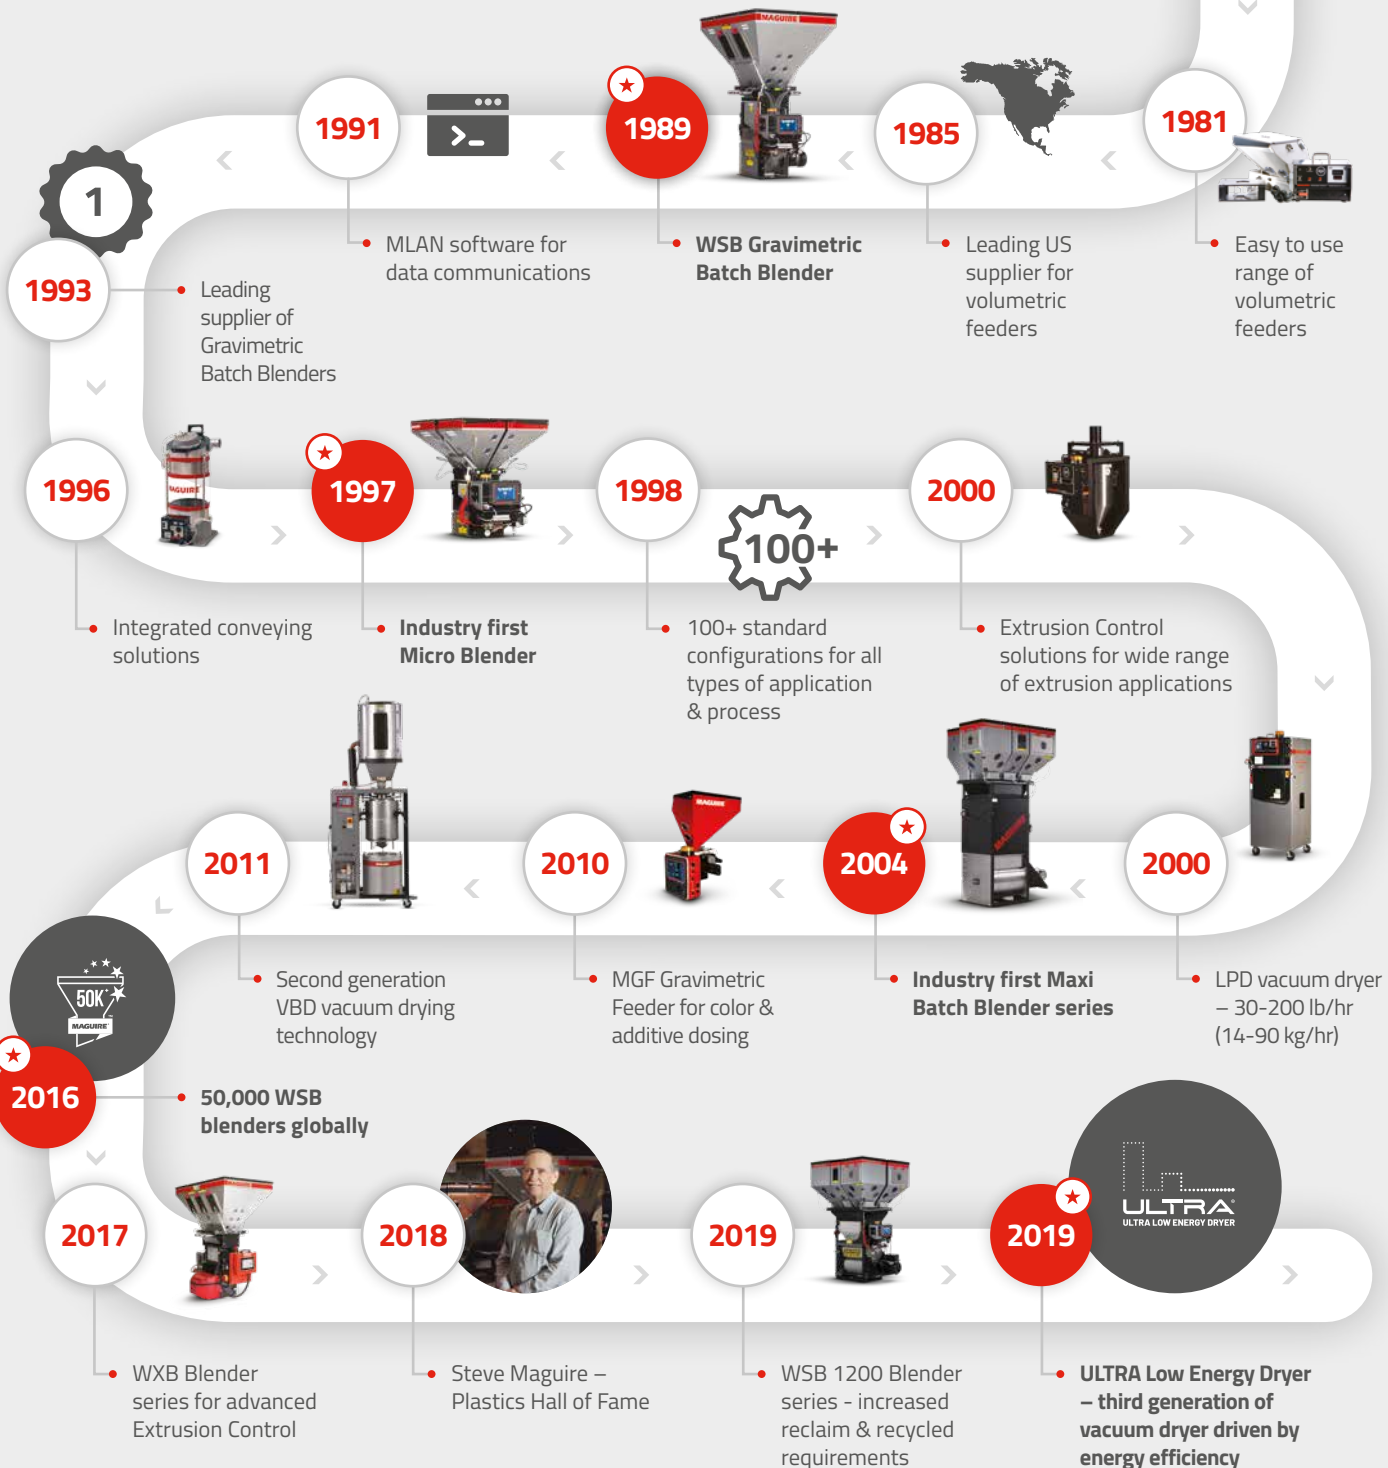 1981
Easy to use
range of
volumetric
feeders
1985
Leading US
supplier for
volumetric
feeders
MAGUIRE
1989
WSB Gravimetric
Batch Blender
1991
>_
MLAN software for
data communications
1
1993
Leading
supplier of
Gravimetric
Batch Blenders
1996
MAGUIRE
Integrated conveying
solutions
1997
Industry first
Micro Blender
1998
100+
100+ standard
configurations for all
types of application
& process
2000
Extrusion Control
solutions for wide range
of extrusion applications
2000
LPD vacuum dryer
– 30-200 lb/hr
(14-90 kg/hr)
2004
MAGUIRE
Industry first Maxi
Batch Blender series
2010
MAGUIRE
MGF Gravimetric
Feeder for color &
additive dosing
2011
Second generation
VBD vacuum drying
technology
50K+
MAGUIRE
2016
50,000 WSB
blenders globally
2017
WXB Blender
series for advanced
Extrusion Control
2018
Steve Maguire –
Plastics Hall of Fame
2019
WSB 1200 Blender
series - increased
reclaim & recycled
requirements
2019
ULTRA®
ULTRA LOW ENERGY DRYER
ULTRA Low Energy Dryer
– third generation of
vacuum dryer driven by
energy efficiency